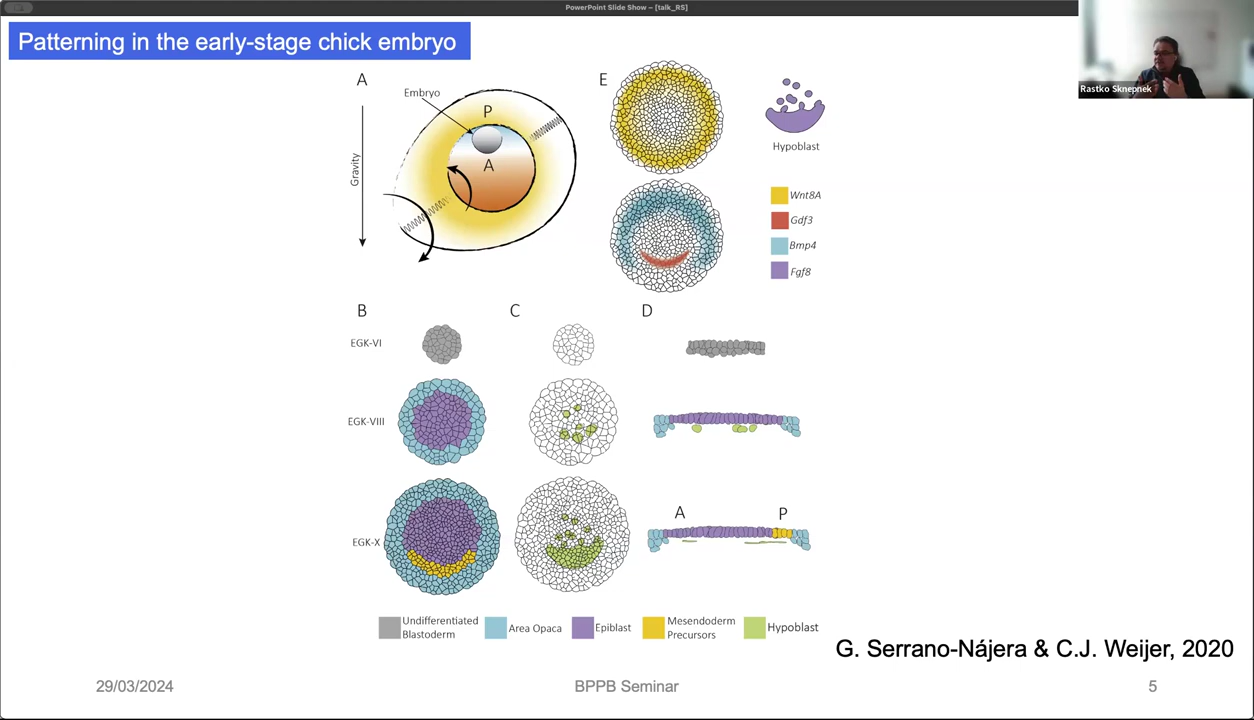 PowerPoint Slide Show – [talk_RS]
Patterning in the early-stage chick embryo
Rastko Sknepnek
A
Embryo
P
A
Gravity
E
Hypoblast
Wnt8A
Gdf3
Bmp4
Fgf8
B
C
D
EGK-VI
EGK-VIII
EGK-X
A
P
Undifferentiated
Blastoderm
Area Opaca
Epiblast
Mesendoderm
Precursors
Hypoblast
G. Serrano-Nájera & C.J. Weijer, 2020
29/03/2024
BPPB Seminar
5